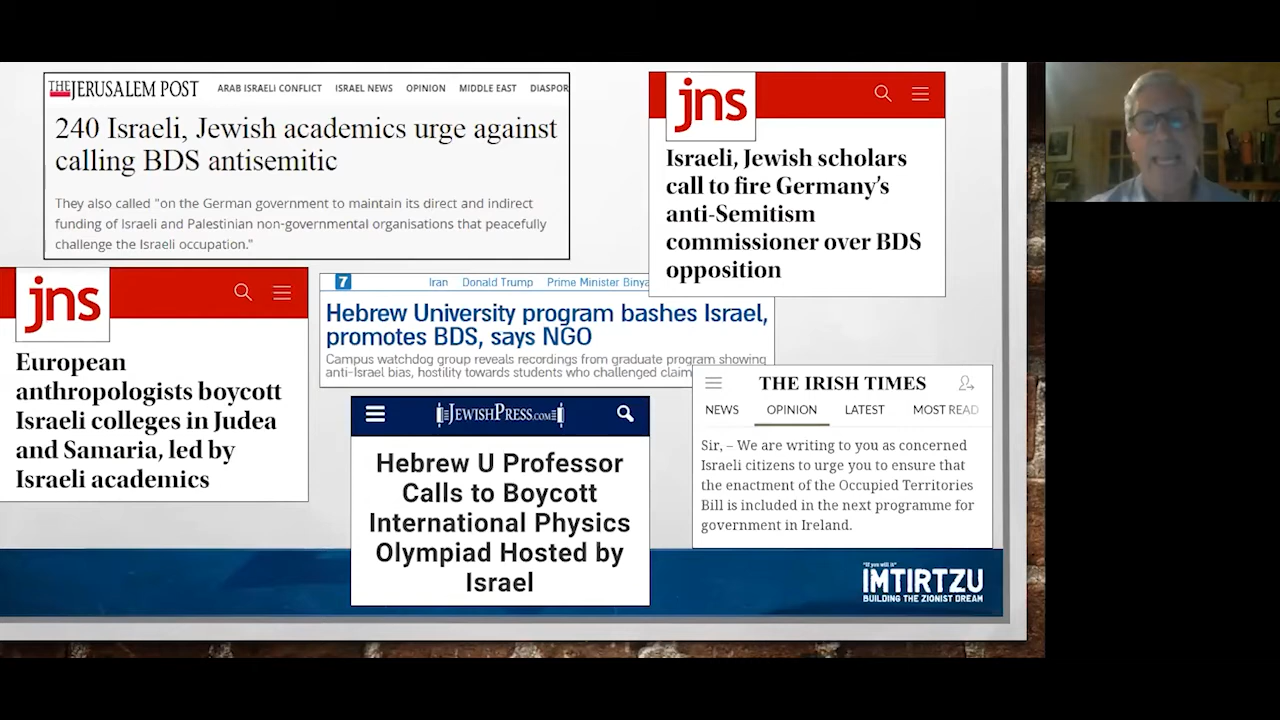 THE JERUSALEM POST
ARAB ISRAELI CONFLICT ISRAEL NEWS OPINION MIDDLE EAST DIASPOR
240 Israeli, Jewish academics urge against
calling BDS antisemitic
They also called "on the German government to maintain its direct and indirect
funding of Israeli and Palestinian non-governmental organisations that peacefully
challenge the Israeli occupation."
jns
Israeli, Jewish scholars
call to fire Germany's
anti-Semitism
commissioner over BDS
opposition
jns
European
anthropologists boycott
Israeli colleges in Judea
and Samaria, led by
Israeli academics
7 Iran Donald Trump Prime Minister Binya
Hebrew University program bashes Israel,
promotes BDS, says NGO
Campus watchdog group reveals recordings from graduate program showing
anti-Israel bias, hostility towards students who challenged claim
JEWISHPRESS.COM
Hebrew U Professor
Calls to Boycott
International Physics
Olympiad Hosted by
Israel
THE IRISH TIMES
NEWS OPINION LATEST MOST READ
Sir, – We are writing to you as concerned
Israeli citizens to urge you to ensure that
the enactment of the Occupied Territories
Bill is included in the next programme for
government in Ireland.
"If you will it"
IMTIRTZU
BUILDING THE ZIONIST DREAM